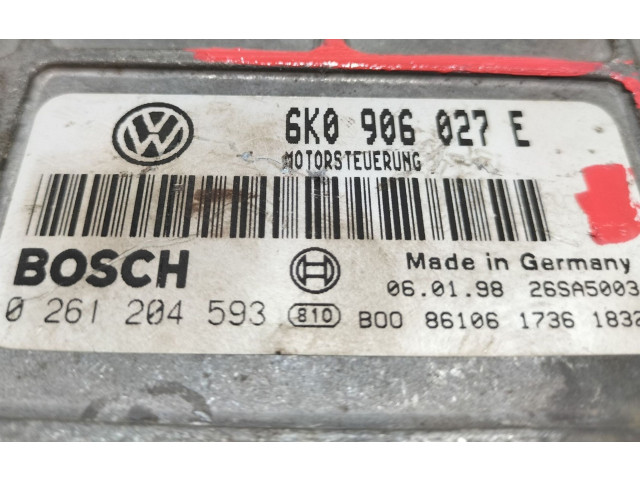 6K0 906 027 E
MOTORSTEUERUNG
BOSCH
Made in Germany
06.01.98 26SA5003
0 261 204 593 810 B00 86106 1736 1832